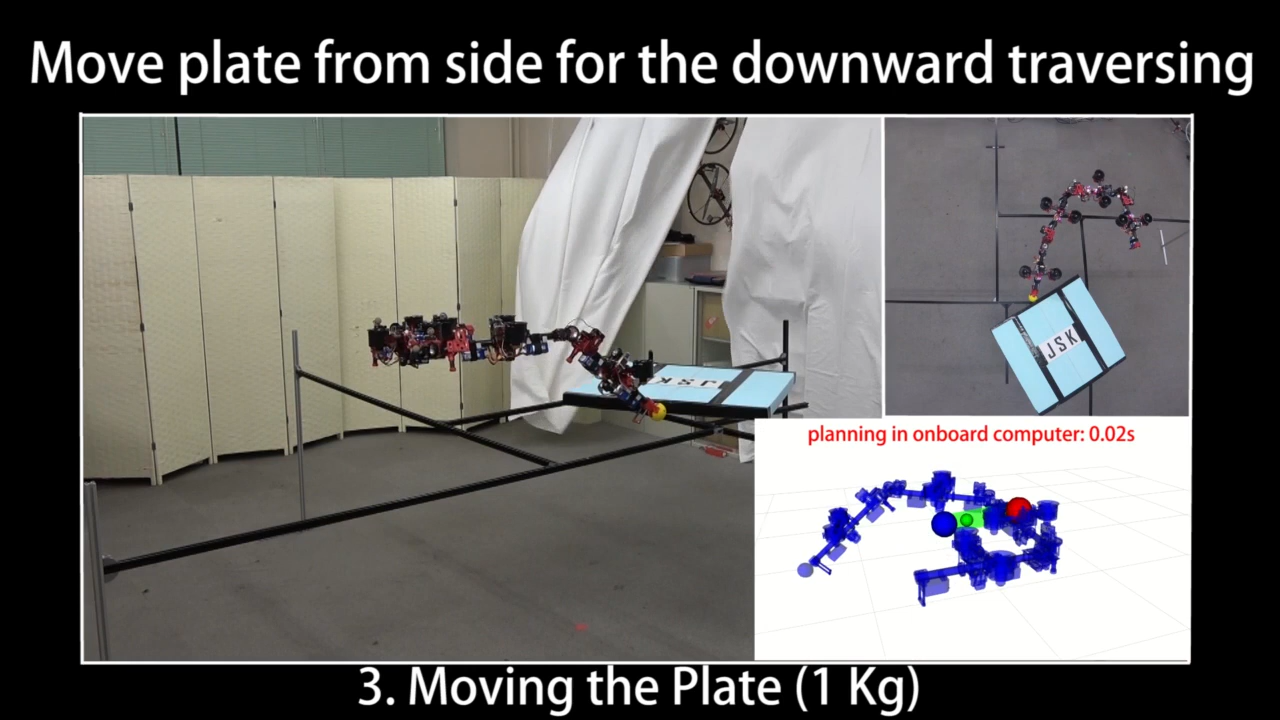 Move plate from side for the downward traversing
JSK
JSK
planning in onboard computer: 0.02s
3. Moving the Plate (1 Kg)